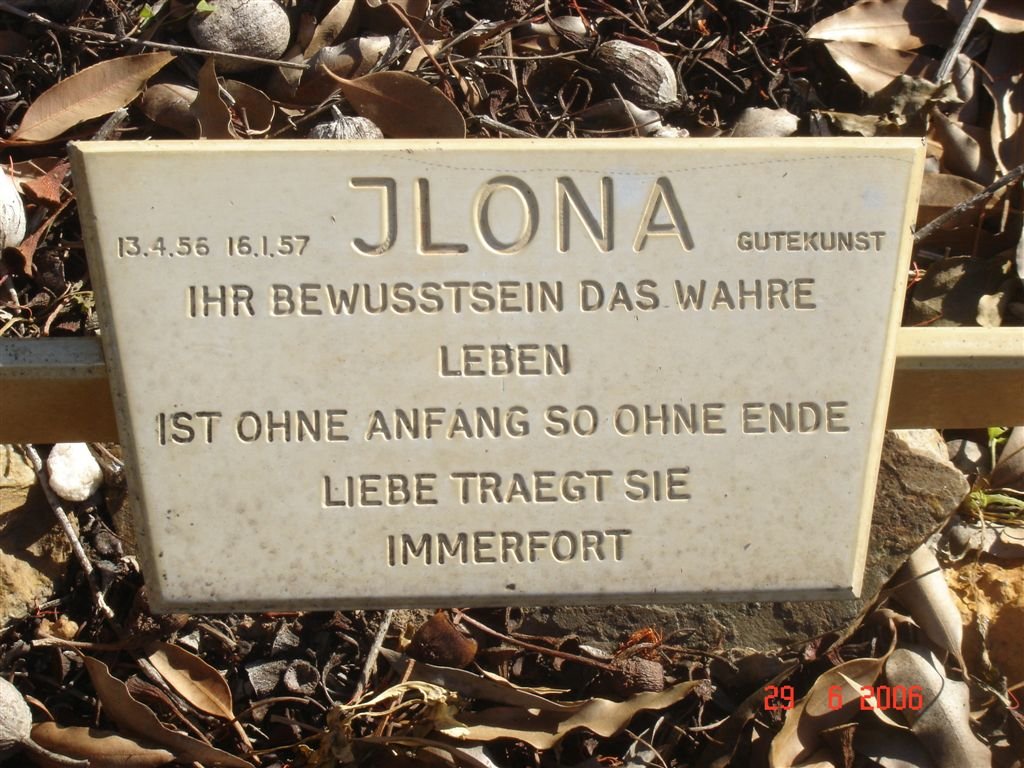 13.4.56 16.1.57 JLONA GUTEKUNST
IHR BEWUSSTSEIN DAS WAHRE
LEBEN
IST OHNE ANFANG SO OHNE ENDE
LIEBE TRAEGT SIE
IMMERFORT
29 6 2006